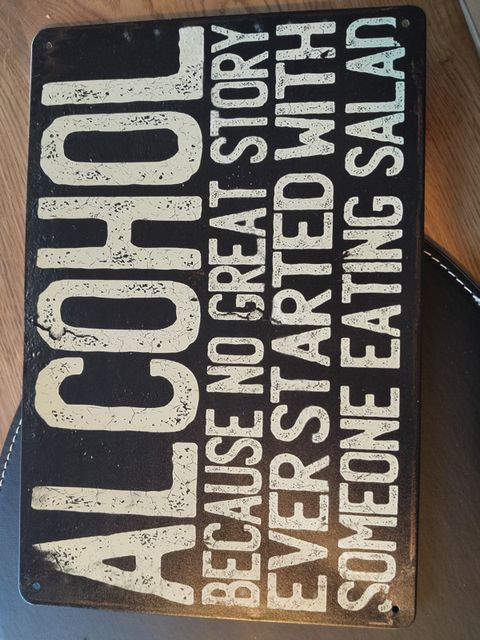 ALCOHOL
BECAUSE NO GREAT STORY
EVER STARTED WITH
SOMEONE EATING SALAD